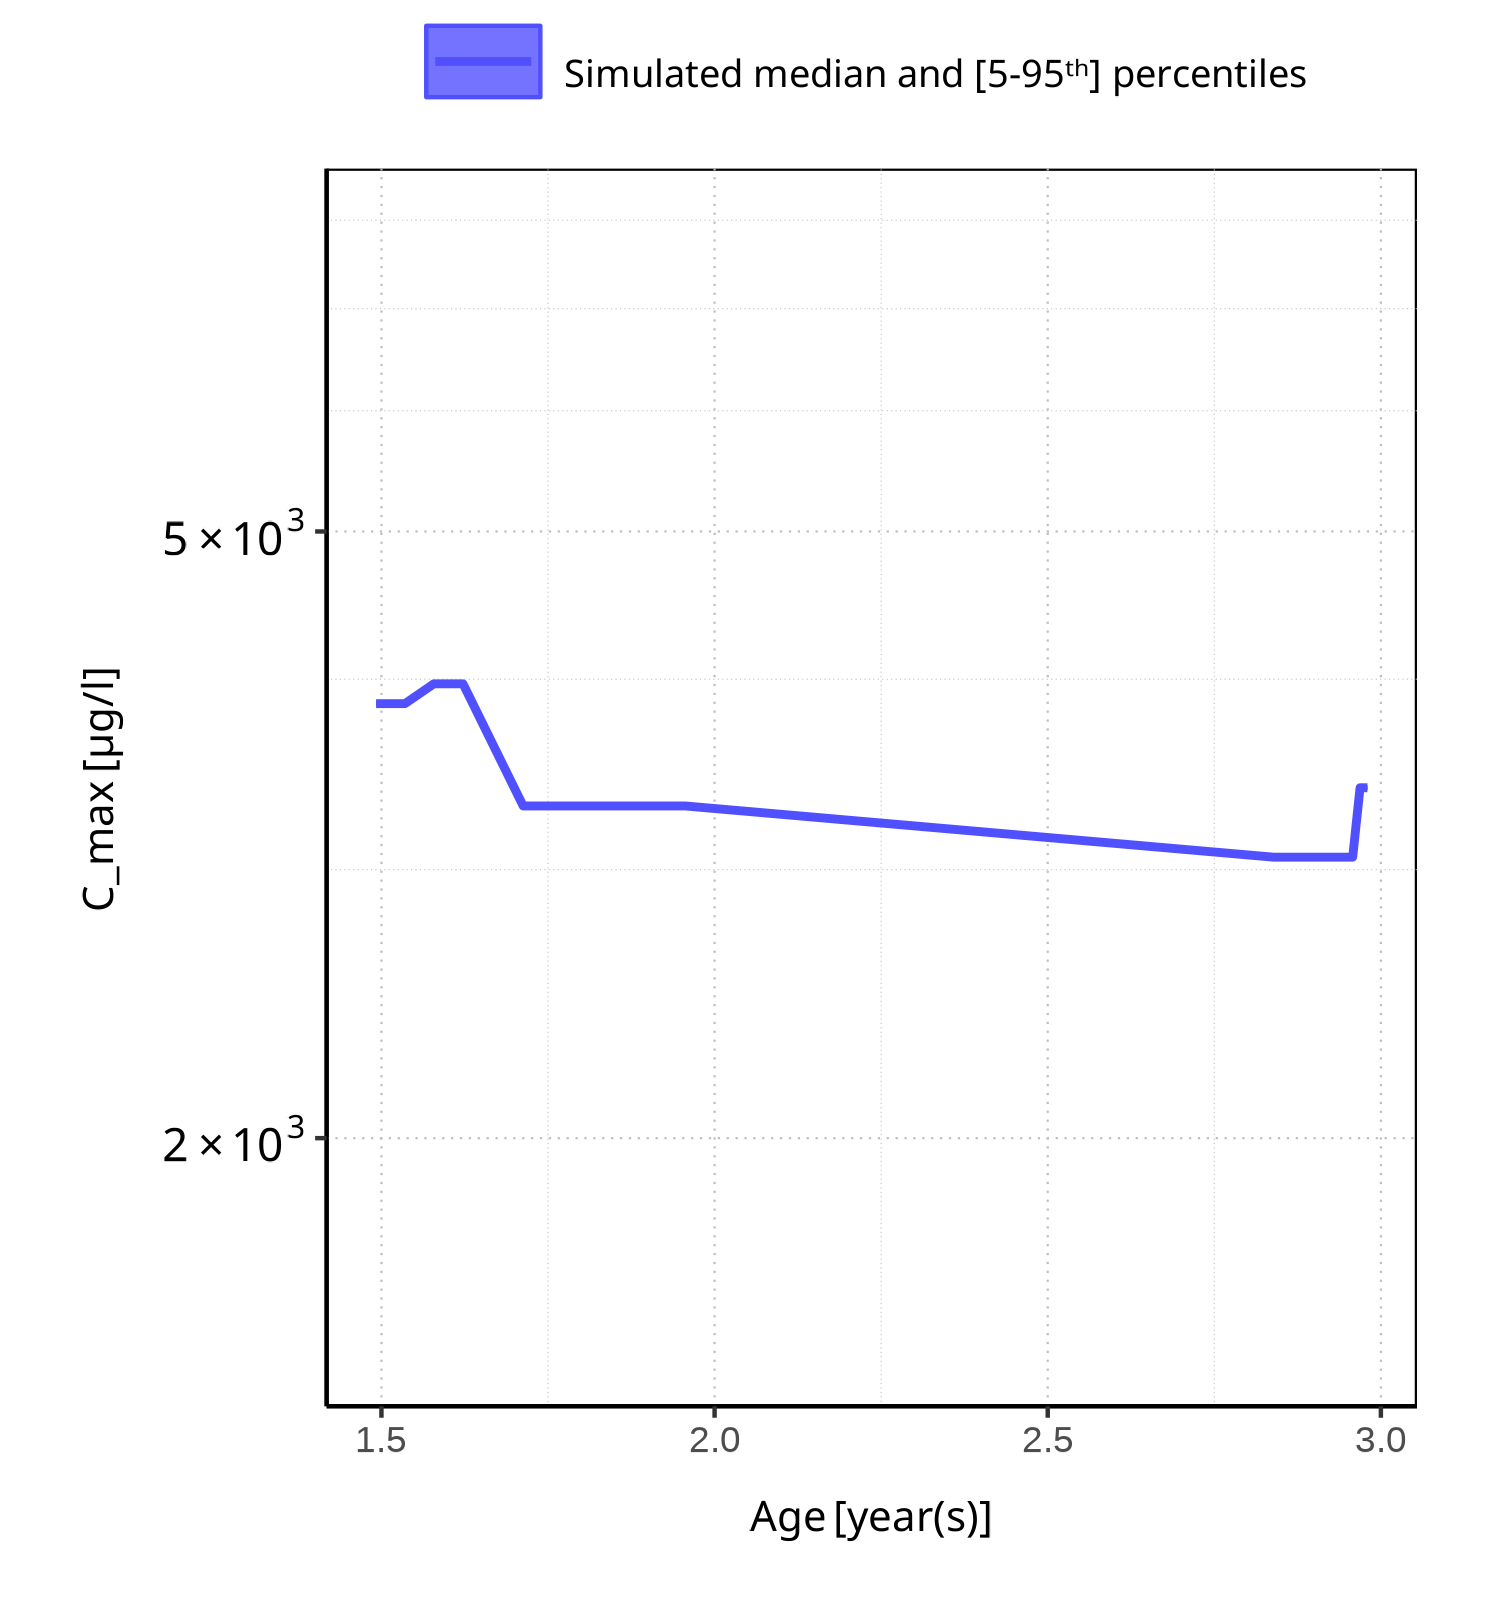 Simulated median and [5-95ᵗʰ] percentiles
5 × 10³
2 × 10³
C_max [µg/l]
1.5 2.0 2.5 3.0
Age [year(s)]